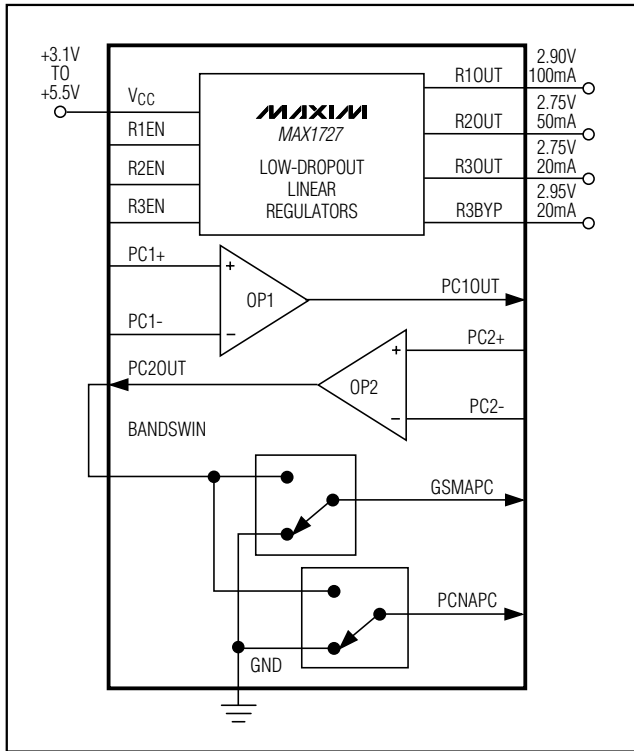 +3.1V
TO
+5.5V
VCC
R1EN
R2EN
R3EN
MAXIM
MAX1727
LOW-DROPOUT
LINEAR
REGULATORS
R1OUT
2.90V
100mA
R2OUT
2.75V
50mA
R3OUT
2.75V
20mA
R3BYP
2.95V
20mA
PC1+
+
OP1
PC1-
−
PC1OUT
PC2+
+
OP2
PC2-
−
PC2OUT
BANDSWIN
GSMAPC
PCNAPC
GND